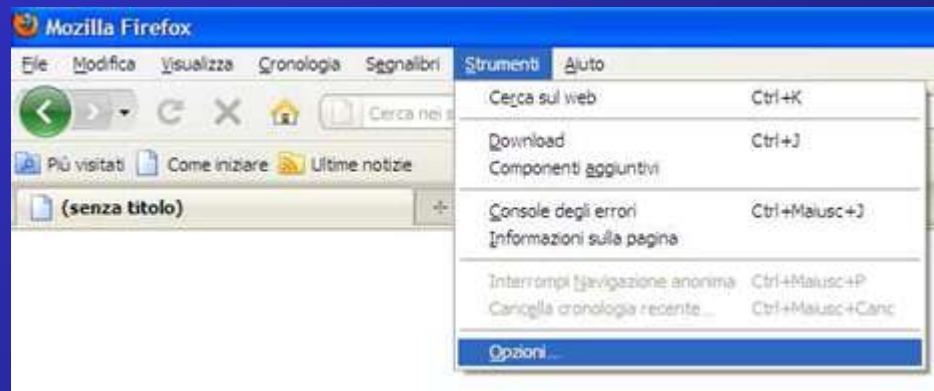 Mozilla Firefox
File Modifica Visualizza Cronologia Segnalibri Strumenti Aiuto
Cerca nei
Più visitati Come iniziare Ultime notizie
(senza titolo)
Cerca sul web Ctrl+K
Download Ctrl+J
Componenti aggiuntivi
Console degli errori Ctrl+Maiusc+J
Informazioni sulla pagina
Interrompi Navigazione anonima Ctrl+Maiusc+P
Cancella cronologia recente... Ctrl+Maiusc+Canc
Opzioni...